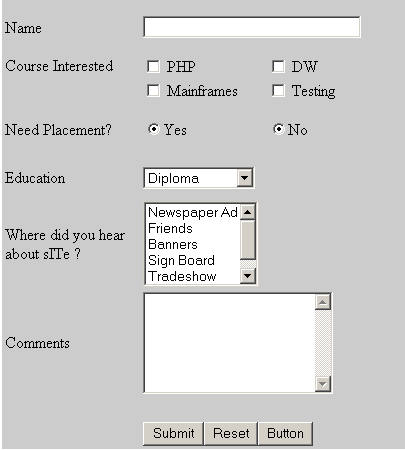 Name
Course Interested
PHP
DW
Mainframes
Testing
Need Placement?
Yes
No
Education
Diploma
Where did you hear
about sITe ?
Newspaper Ad
Friends
Banners
Sign Board
Tradeshow
Comments
Submit
Reset
Button